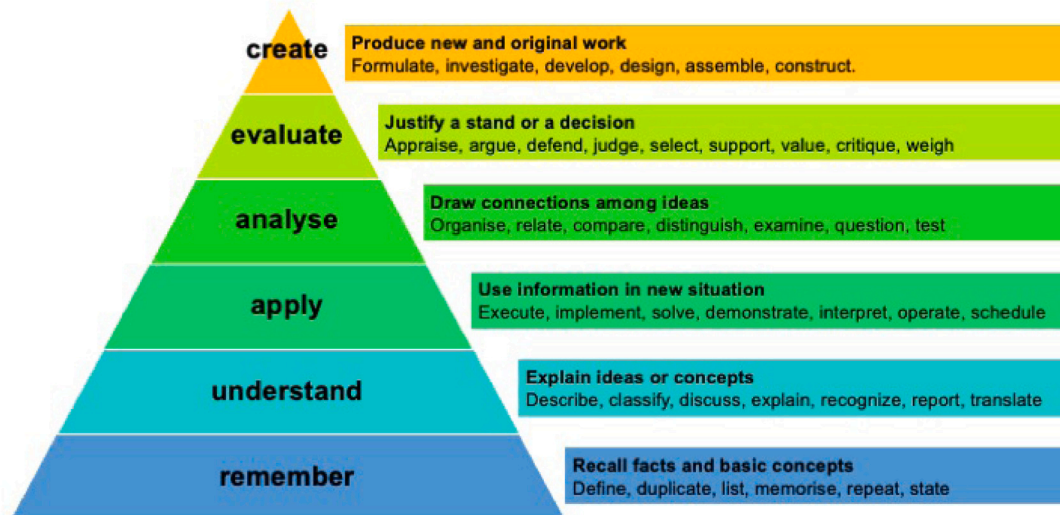 create
Produce new and original work
Formulate, investigate, develop, design, assemble, construct.
evaluate
Justify a stand or a decision
Appraise, argue, defend, judge, select, support, value, critique, weigh
analyse
Draw connections among ideas
Organise, relate, compare, distinguish, examine, question, test
apply
Use information in new situation
Execute, implement, solve, demonstrate, interpret, operate, schedule
understand
Explain ideas or concepts
Describe, classify, discuss, explain, recognize, report, translate
remember
Recall facts and basic concepts
Define, duplicate, list, memorise, repeat, state